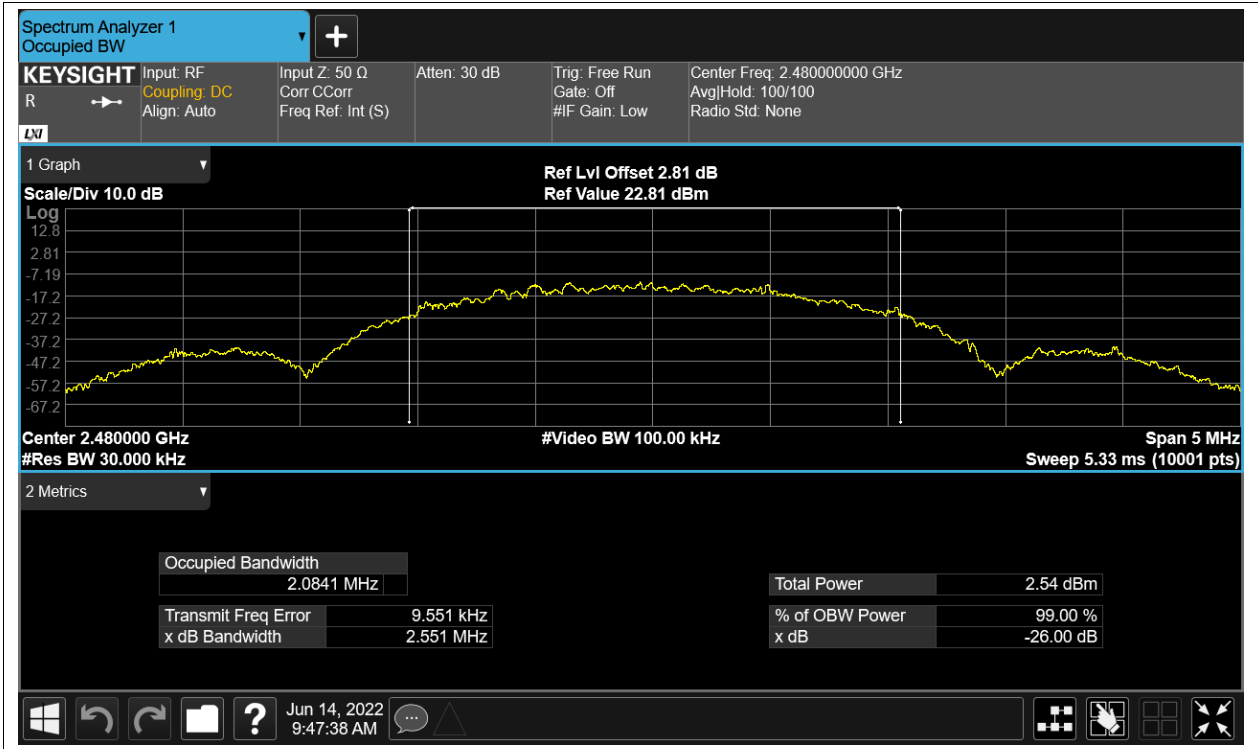 Spectrum Analyzer 1
Occupied BW
KEYSIGHT
R
LXI
Input: RF
Coupling: DC
Align: Auto
Input Z: 50 Ω
Corr CCorr
Freq Ref: Int (S)
Atten: 30 dB
Trig: Free Run
Gate: Off
#IF Gain: Low
Center Freq: 2.480000000 GHz
Avg|Hold: 100/100
Radio Std: None
1 Graph
Scale/Div 10.0 dB
Ref Lvl Offset 2.81 dB
Ref Value 22.81 dBm
Log
12.8
2.81
-7.19
-17.2
-27.2
-37.2
-47.2
-57.2
-67.2
Center 2.480000 GHz
#Video BW 100.00 kHz
Span 5 MHz
#Res BW 30.000 kHz
Sweep 5.33 ms (10001 pts)
2 Metrics
Occupied Bandwidth
2.0841 MHz
Total Power 2.54 dBm
Transmit Freq Error 9.551 kHz
% of OBW Power 99.00 %
x dB Bandwidth 2.551 MHz
x dB -26.00 dB
?
Jun 14, 2022
9:47:38 AM